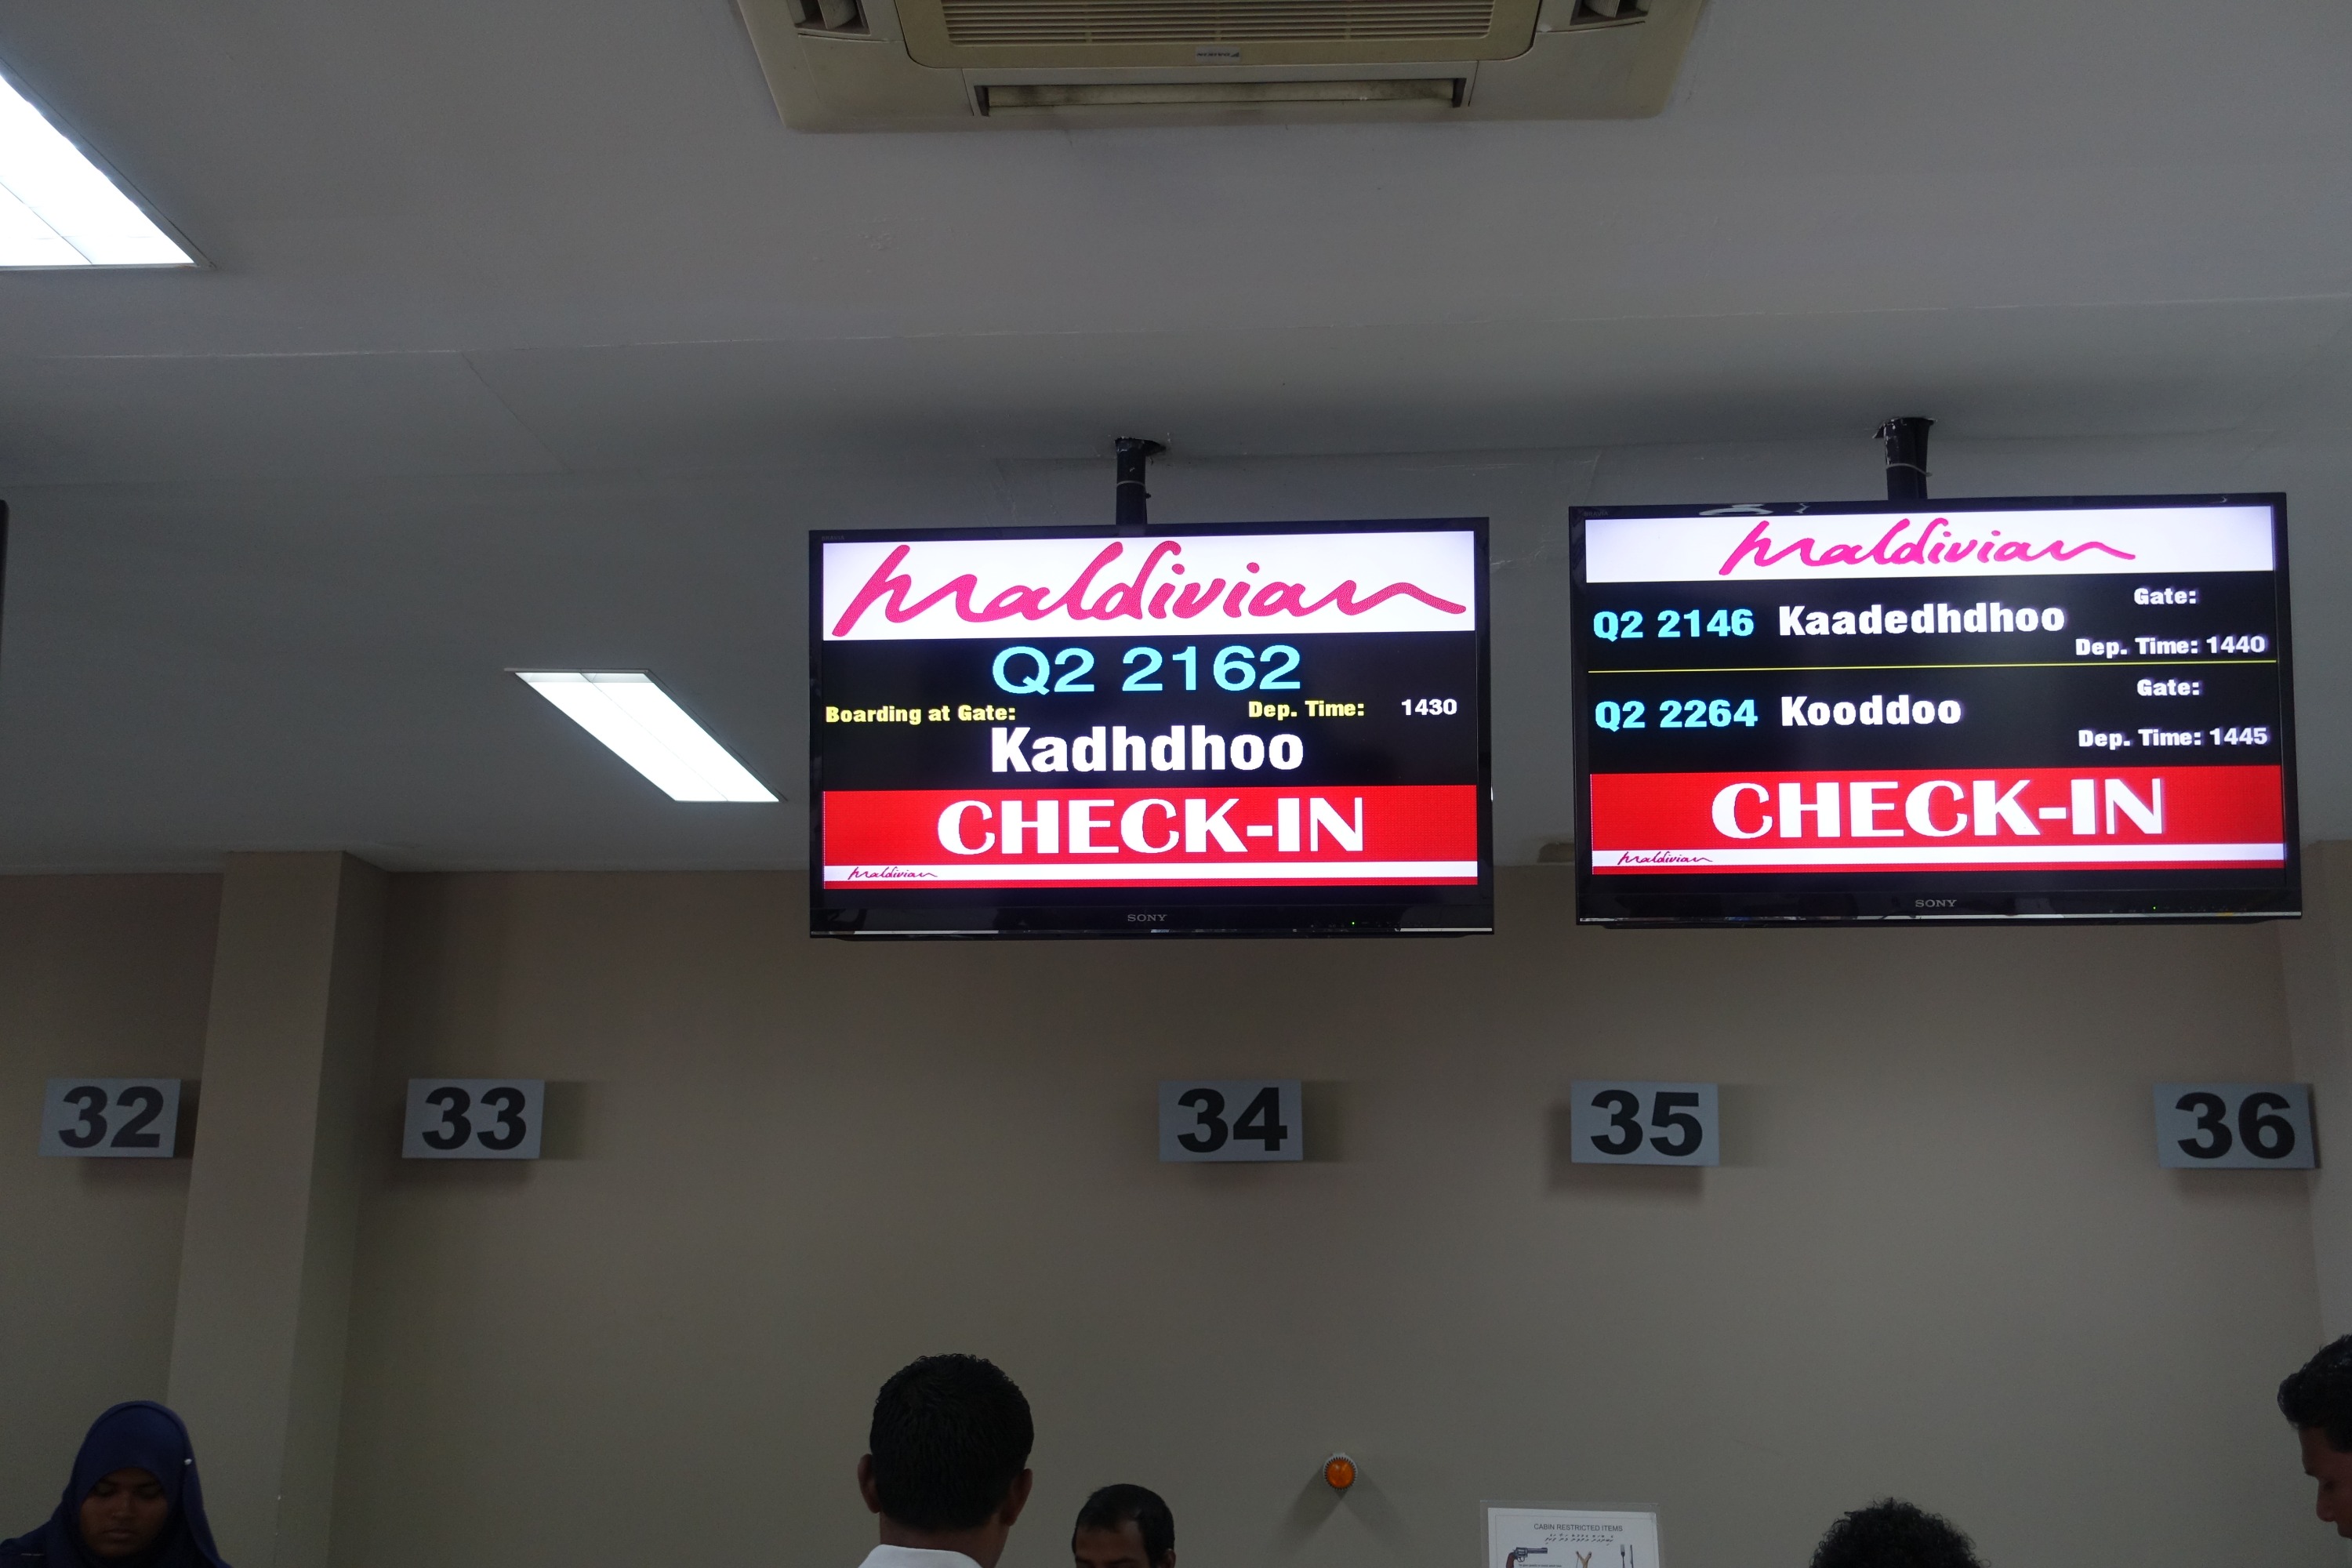 maldivian
Q2 2162
Boarding at Gate: Dep. Time: 1430
Kadhdhoo
CHECK-IN
maldivian
SONY
maldivian
Gate:
Q2 2146 Kaadedhdhoo
Dep. Time: 1440
Gate:
Q2 2264 Kooddoo
Dep. Time: 1445
CHECK-IN
maldivian
SONY
32
33
34
35
36
CABIN RESTRICTED ITEMS